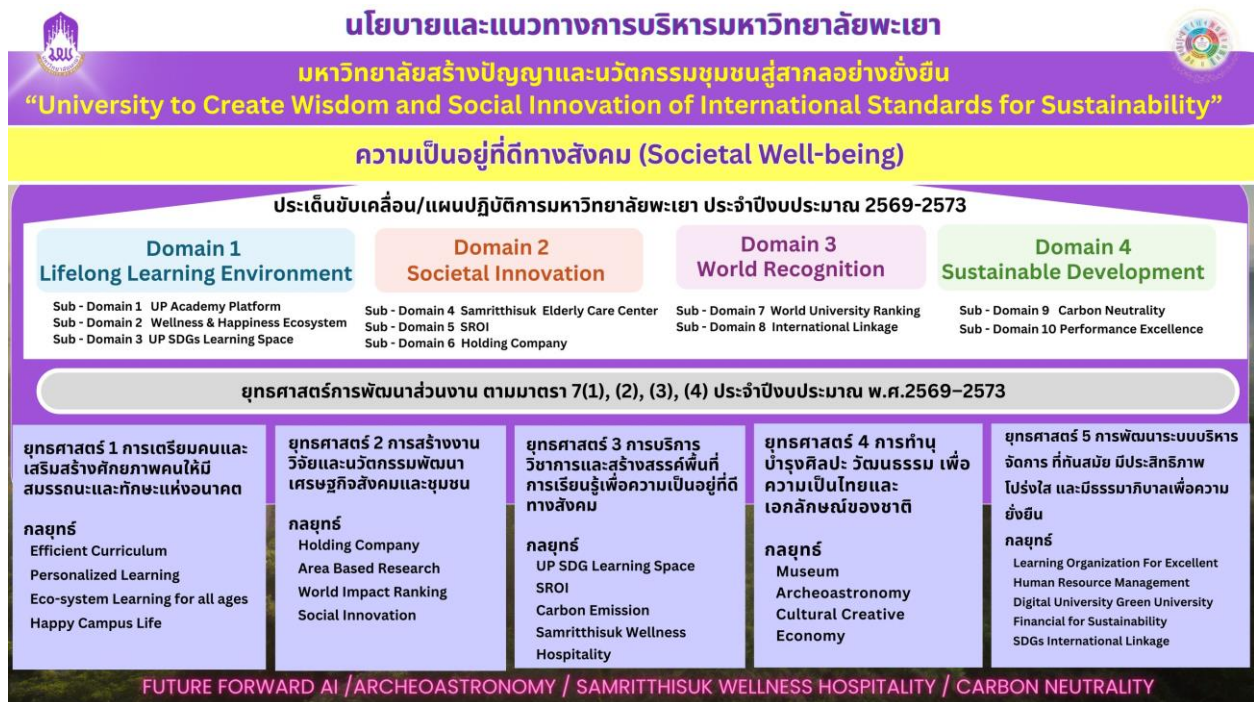 นโยบายและแนวทางการบริหารมหาวิทยาลัยพะเยา
มหาวิทยาลัยสร้างปัญญาและนวัตกรรมชุมชนสู่สากลอย่างยั่งยืน
“University to Create Wisdom and Social Innovation of International Standards for Sustainability”
ความเป็นอยู่ที่ดีทางสังคม (Societal Well-being)
ประเด็นขับเคลื่อน/แผนปฏิบัติการมหาวิทยาลัยพะเยา ประจำปีงบประมาณ 2569-2573
Domain 1
Lifelong Learning Environment
Sub - Domain 1 UP Academy Platform
Sub - Domain 2 Wellness & Happiness Ecosystem
Sub - Domain 3 UP SDGs Learning Space
Domain 2
Societal Innovation
Sub - Domain 4 Samritthisuk Elderly Care Center
Sub - Domain 5 SROI
Sub - Domain 6 Holding Company
Domain 3
World Recognition
Sub - Domain 7 World University Ranking
Sub - Domain 8 International Linkage
Domain 4
Sustainable Development
Sub - Domain 9 Carbon Neutrality
Sub - Domain 10 Performance Excellence
ยุทธศาสตร์การพัฒนาส่วนงาน ตามมาตรา 7(1), (2), (3), (4) ประจำปีงบประมาณ พ.ศ.2569–2573
ยุทธศาสตร์ 1 การเตรียมคนและ
เสริมสร้างศักยภาพคนให้มี
สมรรถนะและทักษะแห่งอนาคต
กลยุทธ์
Efficient Curriculum
Personalized Learning
Eco-system Learning for all ages
Happy Campus Life
ยุทธศาสตร์ 2 การสร้างงาน
วิจัยและนวัตกรรมพัฒนา
เศรษฐกิจสังคมและชุมชน
กลยุทธ์
Holding Company
Area Based Research
World Impact Ranking
Social Innovation
ยุทธศาสตร์ 3 การบริการ
วิชาการและสร้างสรรค์พื้นที่
การเรียนรู้เพื่อความเป็นอยู่ที่ดี
ทางสังคม
กลยุทธ์
UP SDG Learning Space
SROI
Carbon Emission
Samritthisuk Wellness
Hospitality
ยุทธศาสตร์ 4 การทำนุ
บำรุงศิลปะ วัฒนธรรม เพื่อ
ความเป็นไทยและ
เอกลักษณ์ของชาติ
กลยุทธ์
Museum
Archeoastronomy
Cultural Creative
Economy
ยุทธศาสตร์ 5 การพัฒนาระบบบริหาร
จัดการ ที่ทันสมัย มีประสิทธิภาพ
โปร่งใส และมีธรรมาภิบาลเพื่อความ
ยั่งยืน
กลยุทธ์
Learning Organization For Excellent
Human Resource Management
Digital University Green University
Financial for Sustainability
SDGs International Linkage
FUTURE FORWARD AI /ARCHEOASTRONOMY / SAMRITTHISUK WELLNESS HOSPITALITY / CARBON NEUTRALITY